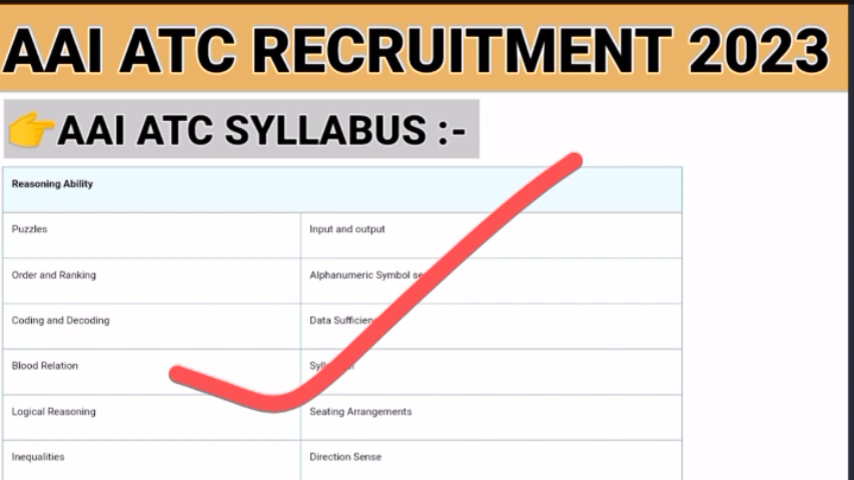 AAI ATC RECRUITMENT 2023
👉AAI ATC SYLLABUS :-
Reasoning Ability
Puzzles
Input and output
Order and Ranking
Alphanumeric Symbol
Coding and Decoding
Data
Blood Relation
Logical Reasoning
Seating Arrangements
Inequalities
Direction Sense